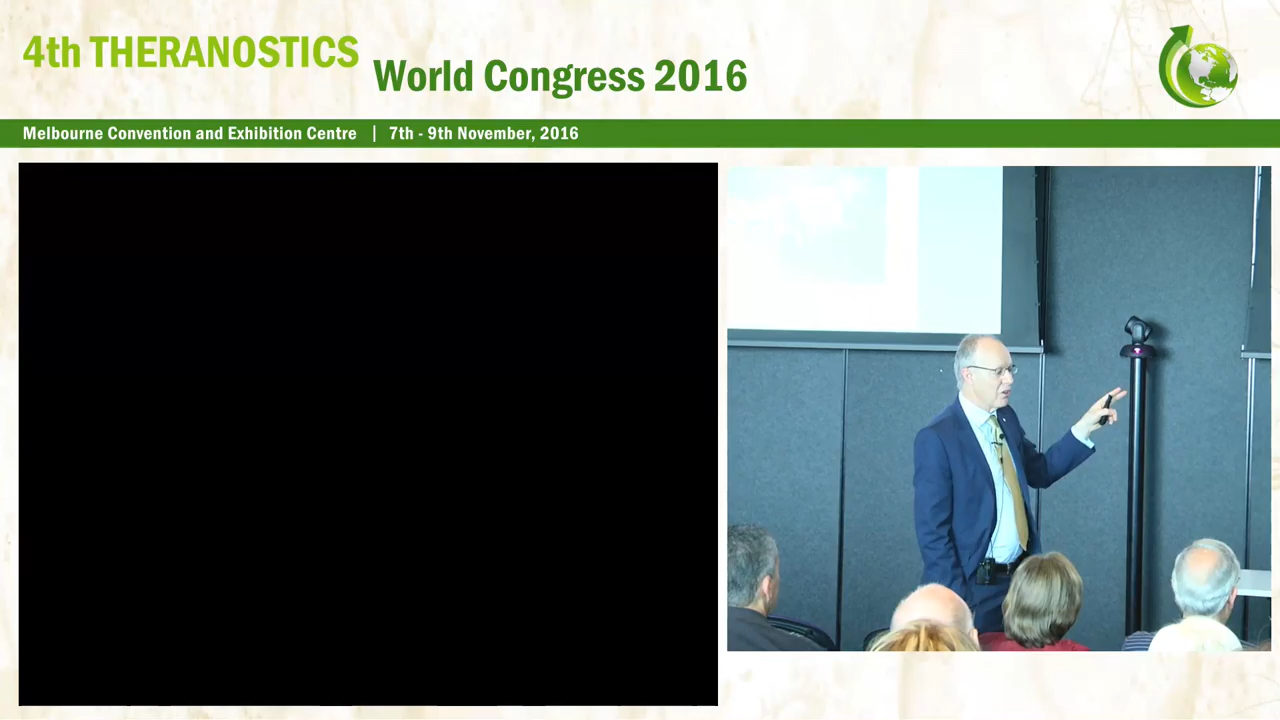 4th THERANOSTICS
World Congress 2016
Melbourne Convention and Exhibition Centre | 7th - 9th November, 2016